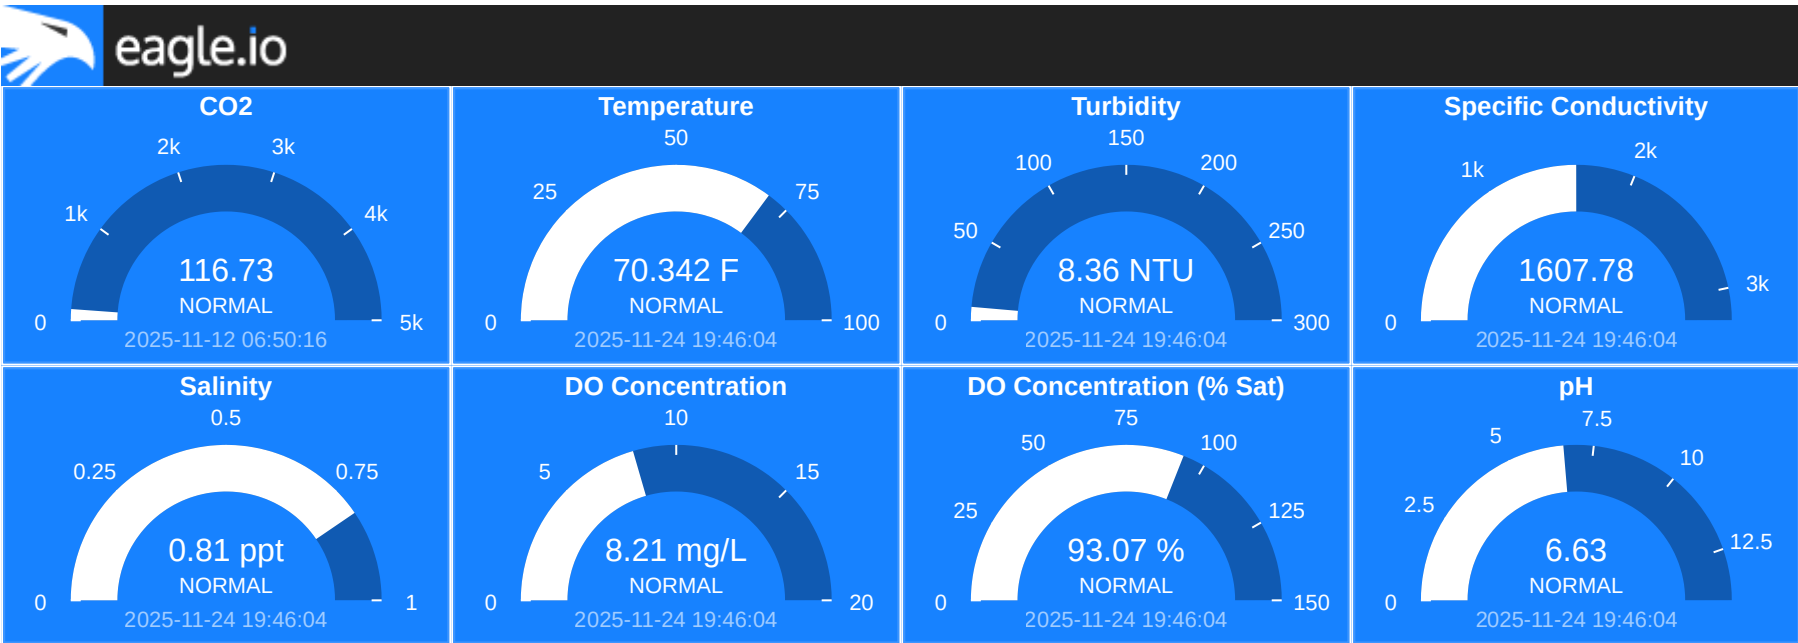 eagle.io
CO2
2k 3k
1k 4k
116.73
NORMAL
0 5k
2025-11-12 06:50:16
Temperature
50
25 75
70.342 F
NORMAL
0 100
2025-11-24 19:46:04
Turbidity
150
100 200
50 250
8.36 NTU
NORMAL
0 300
2025-11-24 19:46:04
Specific Conductivity
2k
1k
1607.78
3k
NORMAL
0
2025-11-24 19:46:04
Salinity
0.5
0.25 0.75
0.81 ppt
NORMAL
0 1
2025-11-24 19:46:04
DO Concentration
10
5 15
8.21 mg/L
NORMAL
0 20
2025-11-24 19:46:04
DO Concentration (% Sat)
75
50 100
25 125
93.07 %
NORMAL
0 150
2025-11-24 19:46:04
pH
7.5
5
10
2.5
12.5
6.63
NORMAL
0
2025-11-24 19:46:04